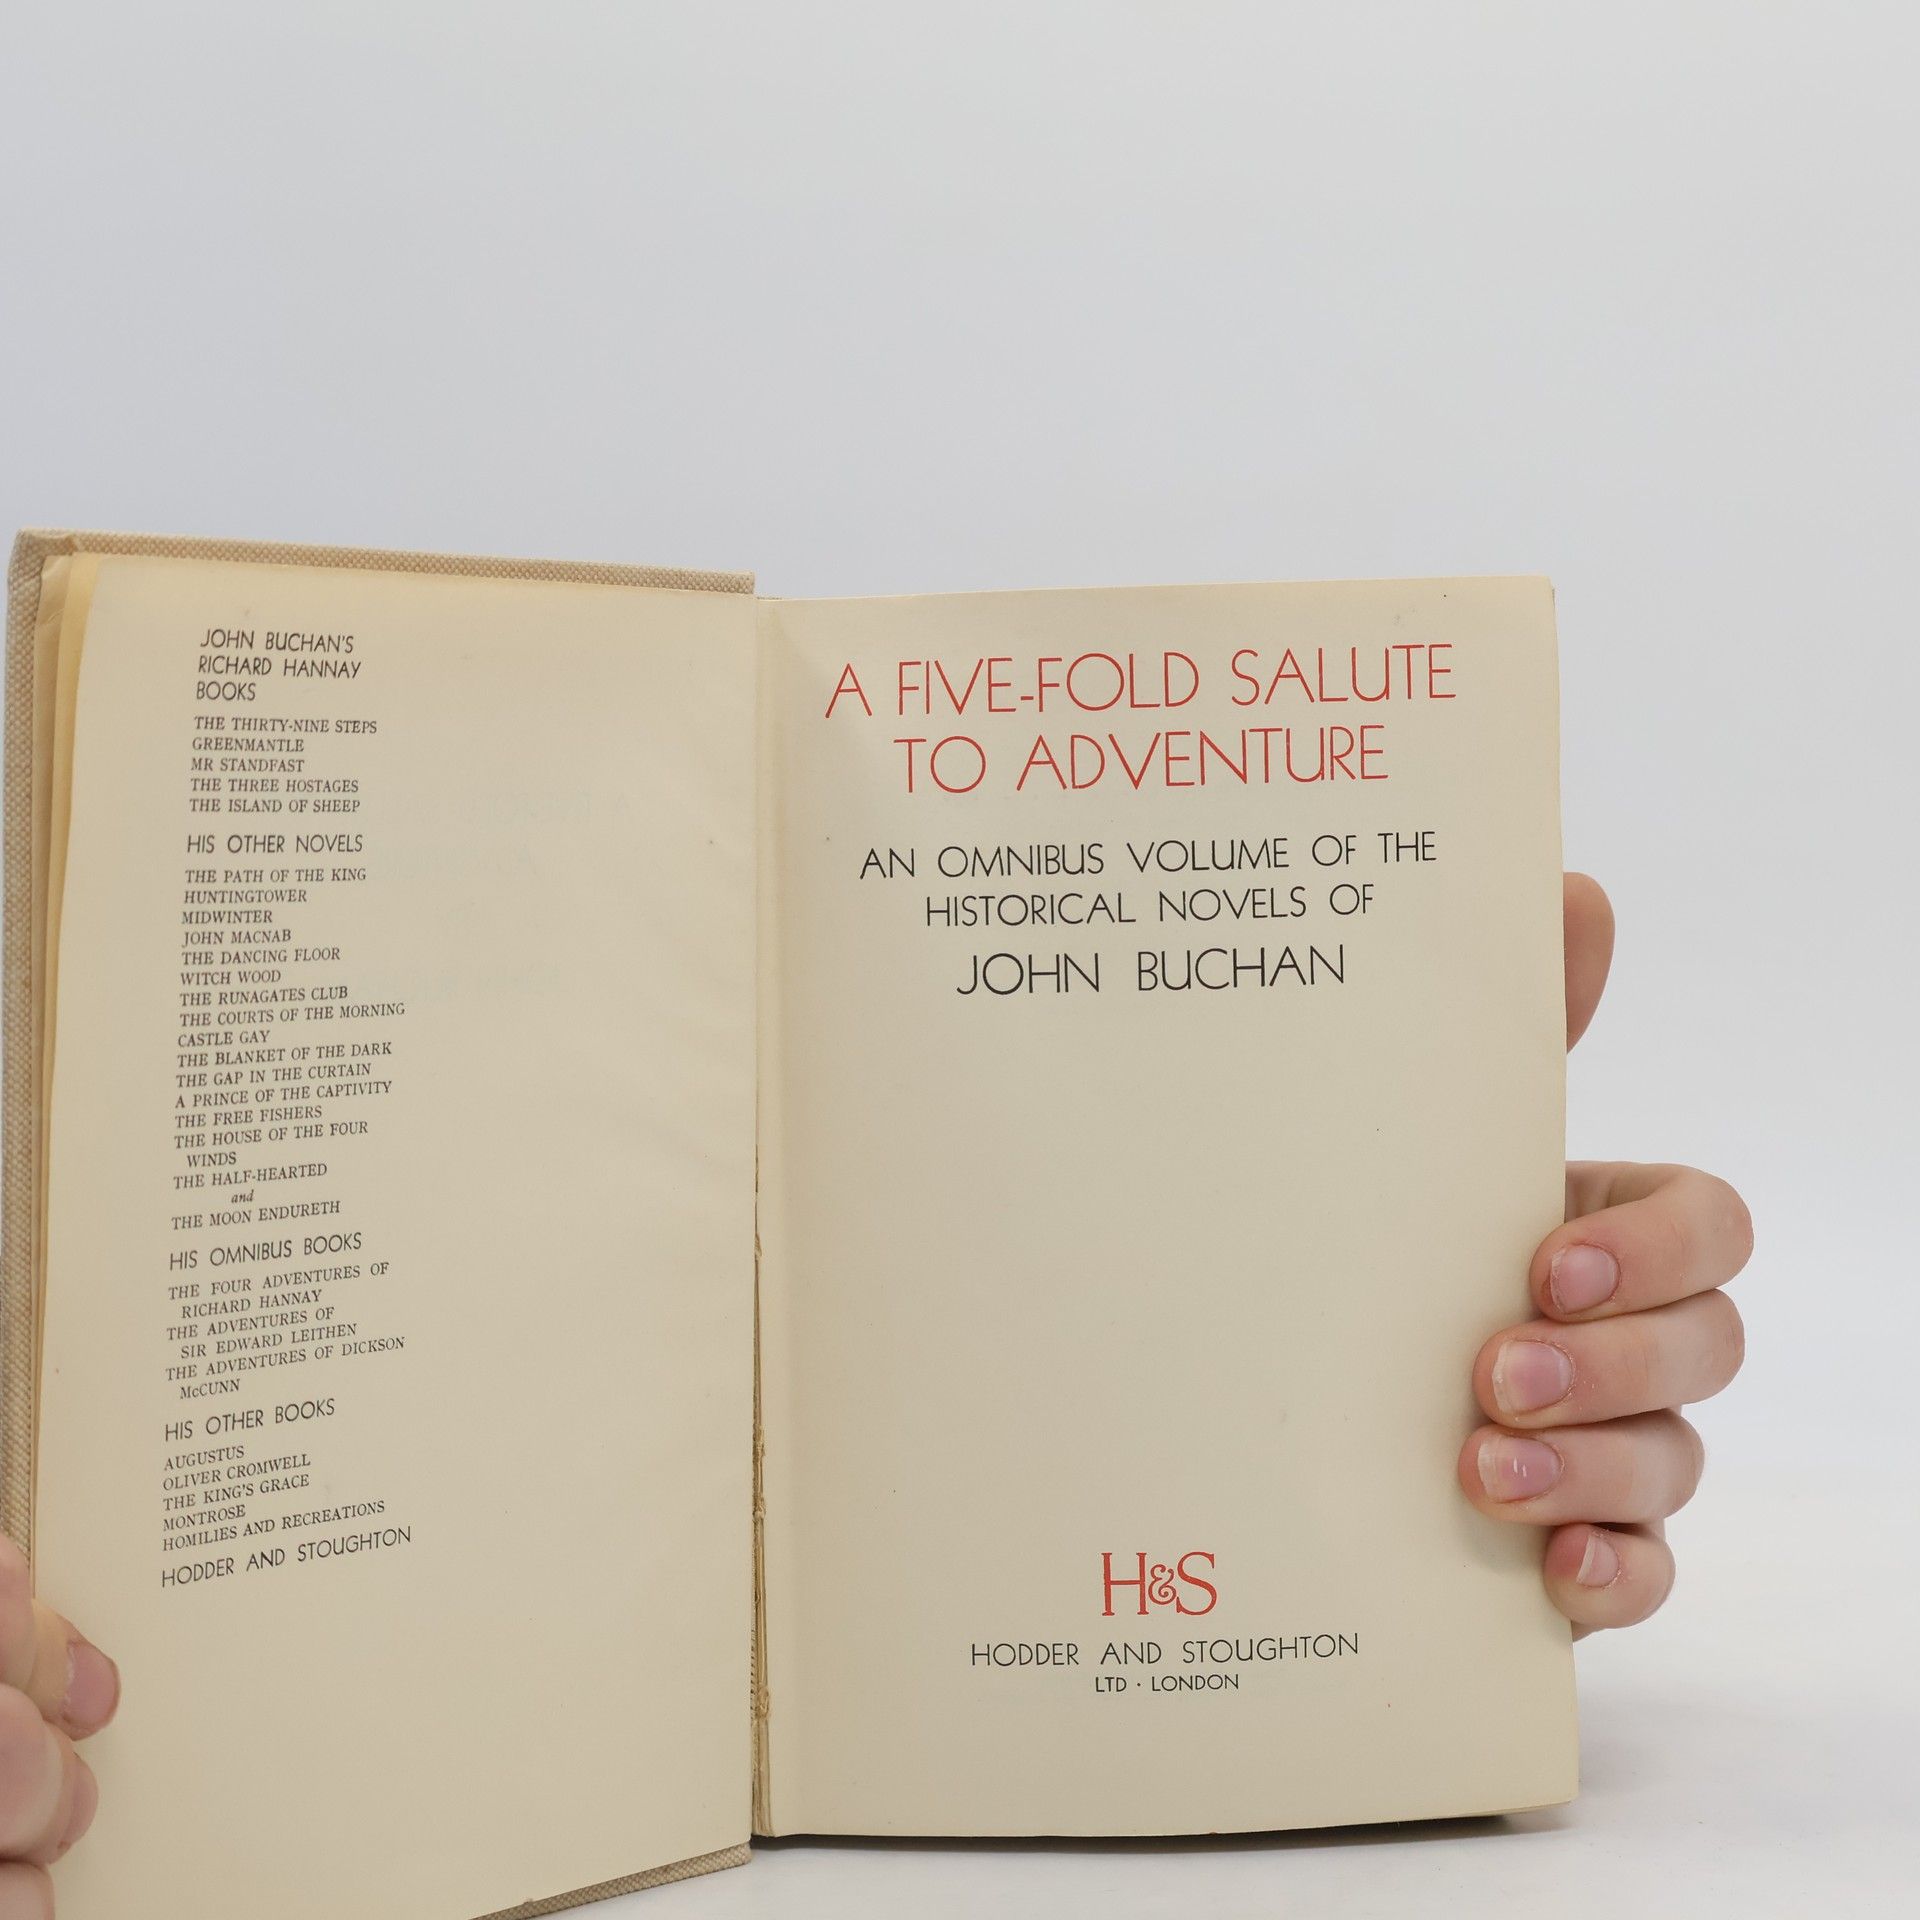 JOHN BUCHAN'S
RICHARD HANNAY
BOOKS
THE THIRTY-NINE STEPS
GREENMANTLE
MR STANDFAST
THE THREE HOSTAGES
THE ISLAND OF SHEEP
HIS OTHER NOVELS
THE PATH OF THE KING
HUNTINGTOWER
MIDWINTER
JOHN MACNAB
THE DANCING FLOOR
WITCH WOOD
THE RUNAGATES CLUB
THE COURTS OF THE MORNING
CASTLE GAY
THE BLANKET OF THE DARK
THE GAP IN THE CURTAIN
A PRINCE OF THE CAPTIVITY
THE FREE FISHERS
THE HOUSE OF THE FOUR
WINDS
THE HALF-HEARTED
and
THE MOON ENDURETH
HIS OMNIBUS BOOKS
THE FOUR ADVENTURES OF
RICHARD HANNAY
THE ADVENTURES OF
SIR EDWARD LEITHEN
THE ADVENTURES OF DICKSON
McCUNN
HIS OTHER BOOKS
AUGUSTUS
OLIVER CROMWELL
THE KING'S GRACE
MONTROSE
HOMILIES AND RECREATIONS
HODDER AND STOUGHTON
A FIVE-FOLD SALUTE
TO ADVENTURE
AN OMNIBUS VOLUME OF THE
HISTORICAL NOVELS OF
JOHN BUCHAN
H&S
HODDER AND STOUGHTON
LTD · LONDON